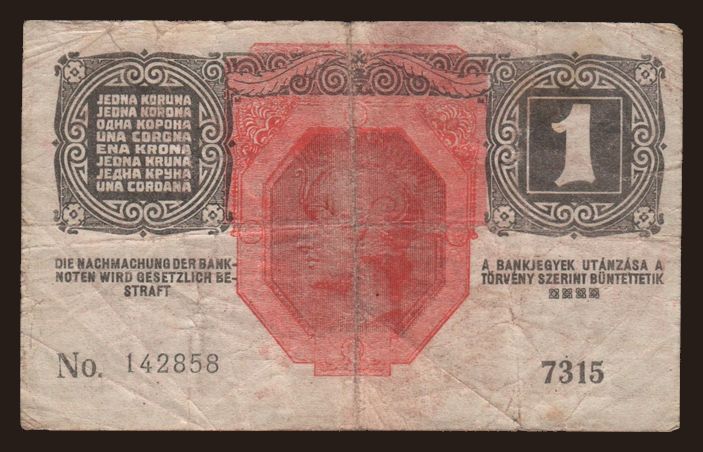 JEDNA KORUNA
JEDNA KORONA
ОДНА КОРОНА
UNA CORONA
ENA KRONA
JEDNA KRUNA
ЈЕДНА КРУНА
UNA COROANA
1
DIE NACHMACHUNG DER BANK-
NOTEN WIRD GESETZLICH BE-
STRAFT
A BANKJEGYEK UTÁNZÁSA A
TÖRVÉNY SZERINT BÜNTETTETIK
No. 142858
7315